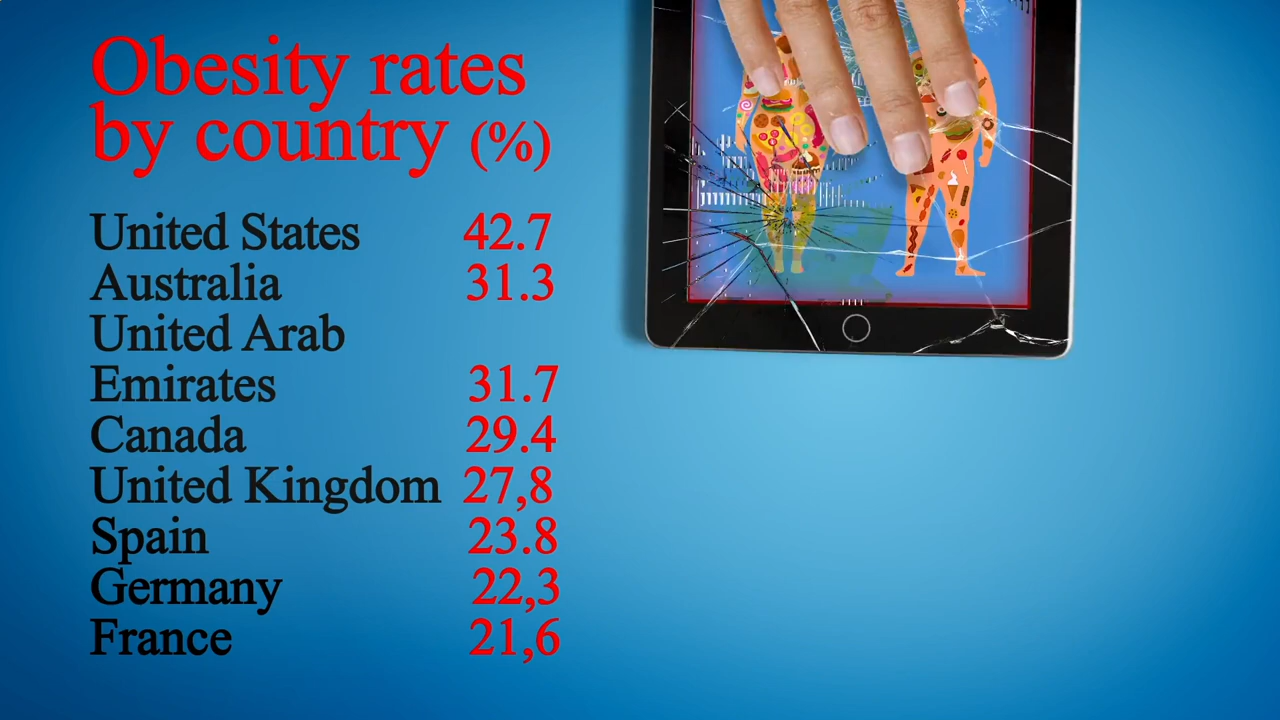 Obesity rates
by country (%)
United States 42.7
Australia 31.3
United Arab
Emirates 31.7
Canada 29.4
United Kingdom 27,8
Spain 23.8
Germany 22,3
France 21,6